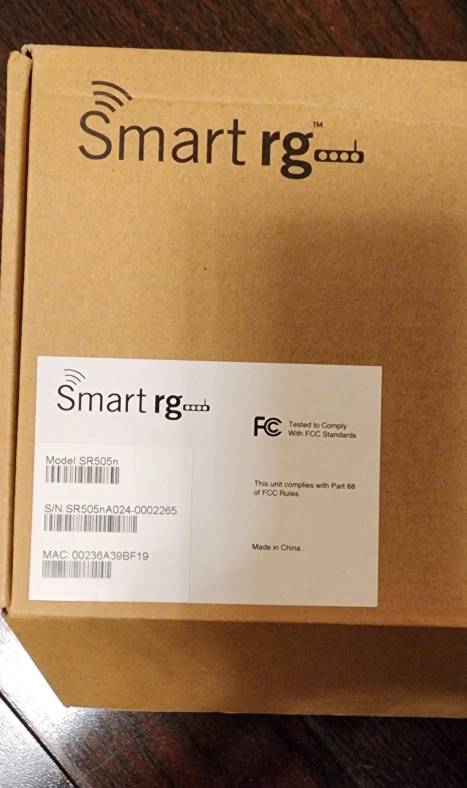 Smart rg™
Smart rg
FC Tested to Comply
With FCC Standards
Model SR505n
This unit complies with Part 68
of FCC Rules.
S/N:SR505nA024-0002265
MAC: 00236A39BF19
Made in China